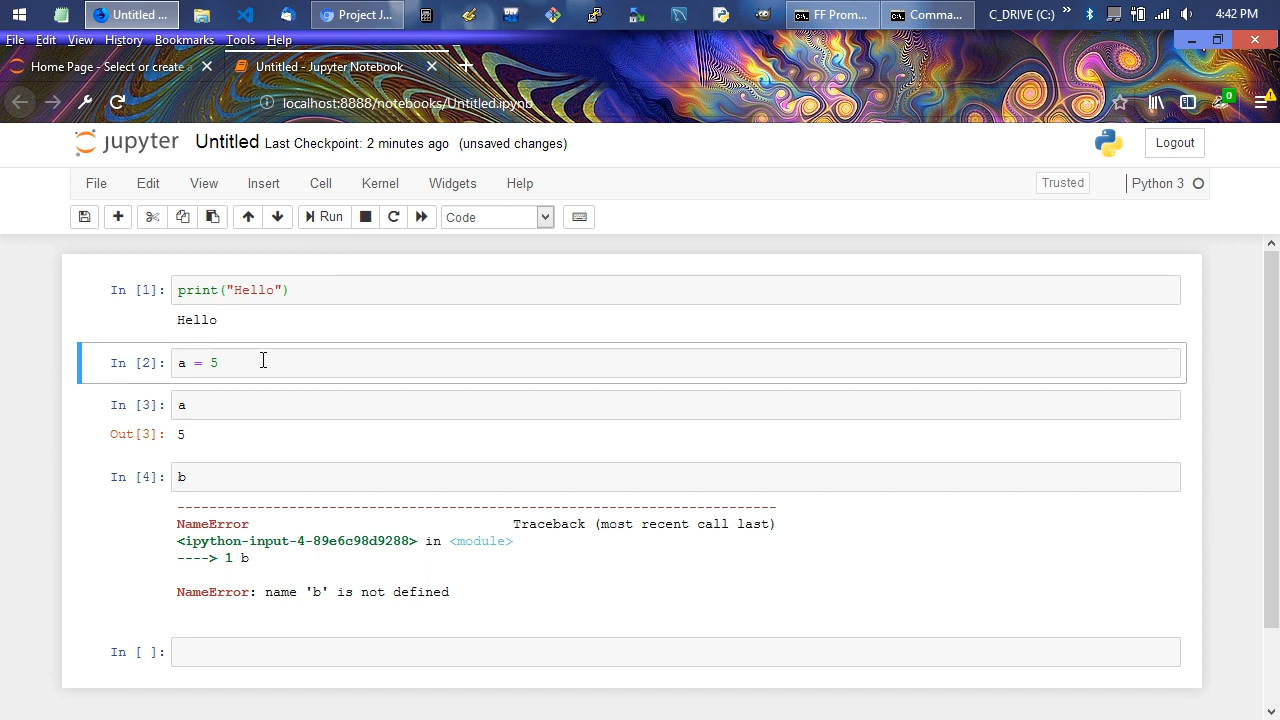 Untitled ...
Project J...
FF Prom...
Comma...
C_DRIVE (C:)
4:42 PM
File Edit View History Bookmarks Tools Help
Home Page - Select or create a
Untitled - Jupyter Notebook
localhost:8888/notebooks/Untitled.ipynb
0
jupyter Untitled Last Checkpoint: 2 minutes ago (unsaved changes)
Logout
File Edit View Insert Cell Kernel Widgets Help
Trusted
Python 3
Run
Code
In [1]: print("Hello")
Hello
In [2]: a = 5
In [3]: a
Out[3]: 5
In [4]: b
---------------------------------------------------------------------------
NameError Traceback (most recent call last)
<ipython-input-4-89e6c98d9288> in <module>
----> 1 b
NameError: name 'b' is not defined
In [ ]: